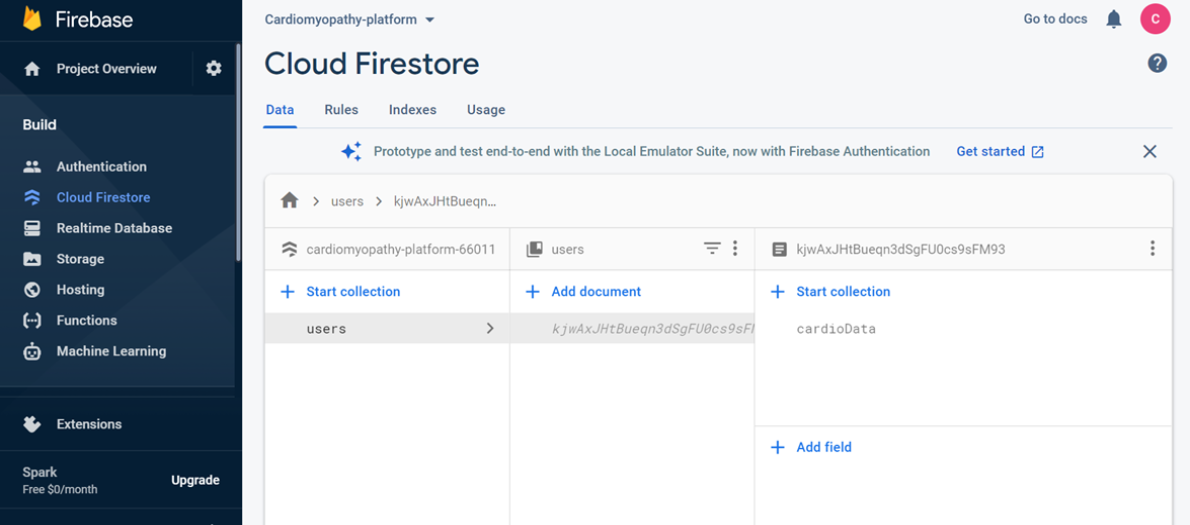 Firebase
Project Overview
Build
Authentication
Cloud Firestore
Realtime Database
Storage
Hosting
Functions
Machine Learning
Extensions
Spark
Free $0/month
Upgrade
Cardiomyopathy-platform
Go to docs
C
Cloud Firestore
Data Rules Indexes Usage
Prototype and test end-to-end with the Local Emulator Suite, now with Firebase Authentication Get started
users > kjwAxJHtBueqn…
cardiomyopathy-platform-66011
Start collection
users
users
Add document
kjwAxJHtBueqn3dSgFU0cs9sF
kjwAxJHtBueqn3dSgFU0cs9sFM93
Start collection
cardioData
Add field